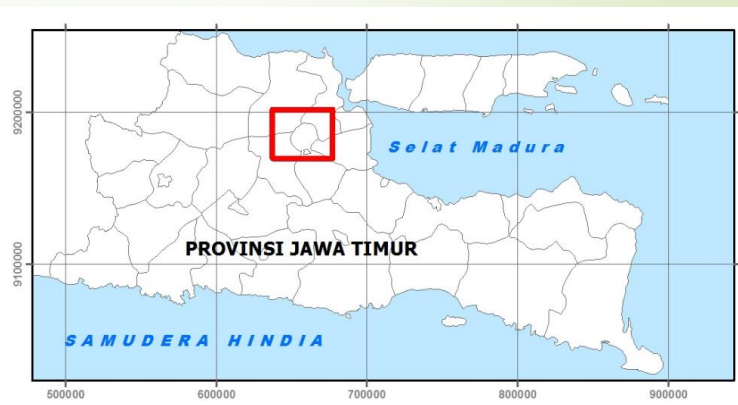 9200000
Selat Madura
PROVINSI JAWA TIMUR
9100000
SAMUDERA HINDIA
500000 600000 700000 800000 900000